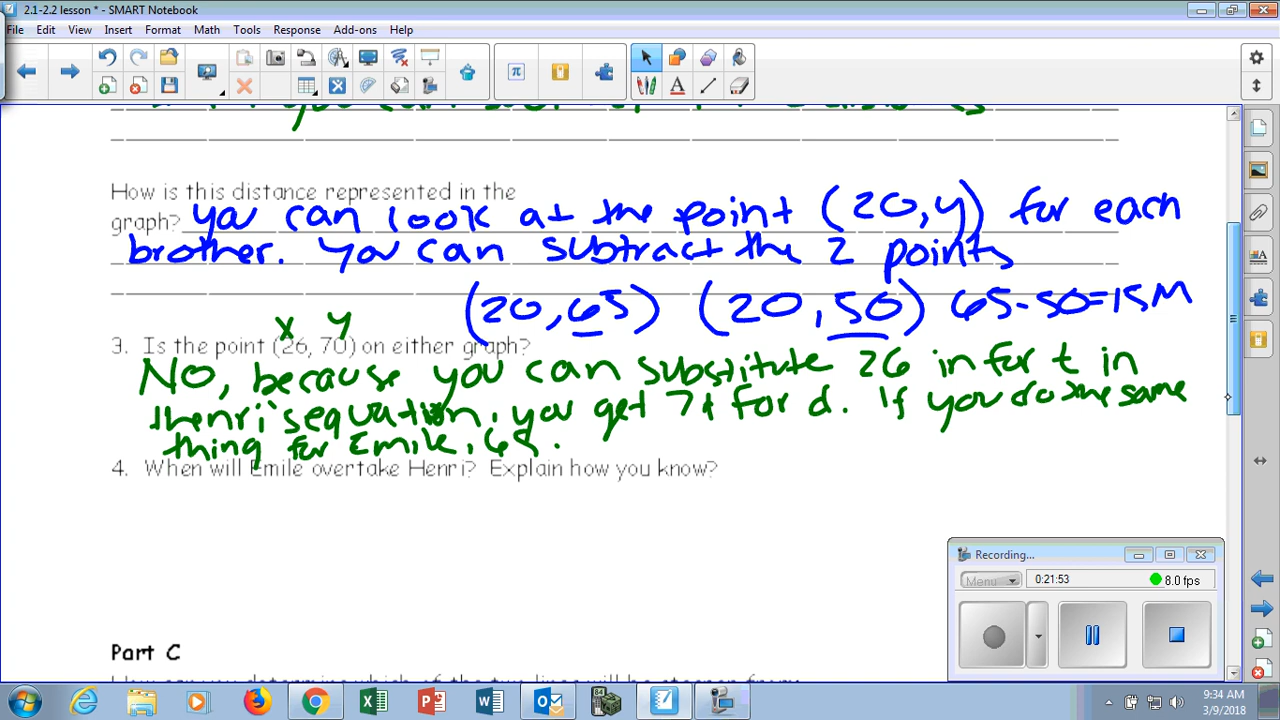 2.1-2.2 lesson * - SMART Notebook
File Edit View Insert Format Math Tools Response Add-ons Help
you can
How is this distance represented in the
graph? you can look at the point (20, y) for each
brother. You can subtract the 2 points
(20, 65) (20, 50) 65-50=15M
x y
3. Is the point (26, 70) on either graph?
No, because you can substitute 26 in for t in
Henri's equation, you get 71 for d. If you do the same
thing for Emile, 65.
4. When will Emile overtake Henri? Explain how you know?
Recording...
Menu 0:21:53 8.0 fps
Part C
9:34 AM
3/9/2018